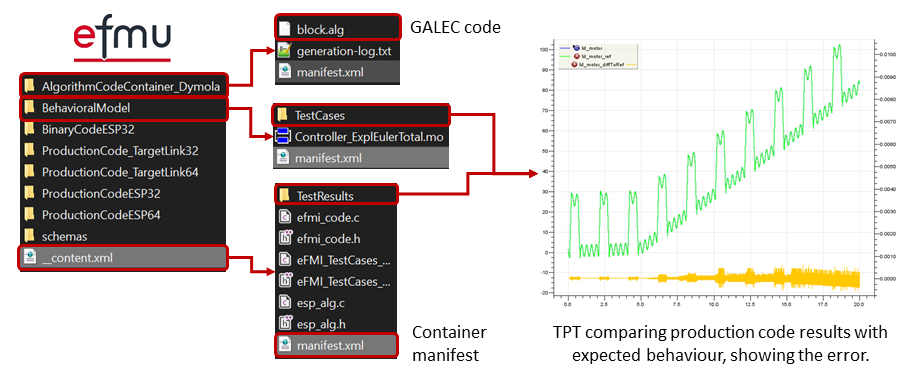 efmu
AlgorithmCodeContainer_Dymola
BehavioralModel
BinaryCodeESP32
ProductionCode_TargetLink32
ProductionCode_TargetLink64
ProductionCodeESP32
ProductionCodeESP64
schemas
__content.xml
block.alg
generation-log.txt
manifest.xml
GALEC code
TestCases
Controller_ExplEulerTotal.mo
manifest.xml
TestResults
efmi_code.c
efmi_code.h
eFMI_TestCases_...
eFMI_TestCases_...
esp_alg.c
esp_alg.h
manifest.xml
Container
manifest
M_motor
M_motor_ref
M_motor_diffToRef
100
90
80
70
60
50
40
30
20
10
0
-10
-20
0.0100
0.0090
0.0080
0.0070
0.0060
0.0050
0.0040
0.0030
0.0020
0.0010
0.0000
0.0 2.5 5.0 7.5 10.0 12.5 15.0 17.5 20.0
TPT comparing production code results with
expected behaviour, showing the error.